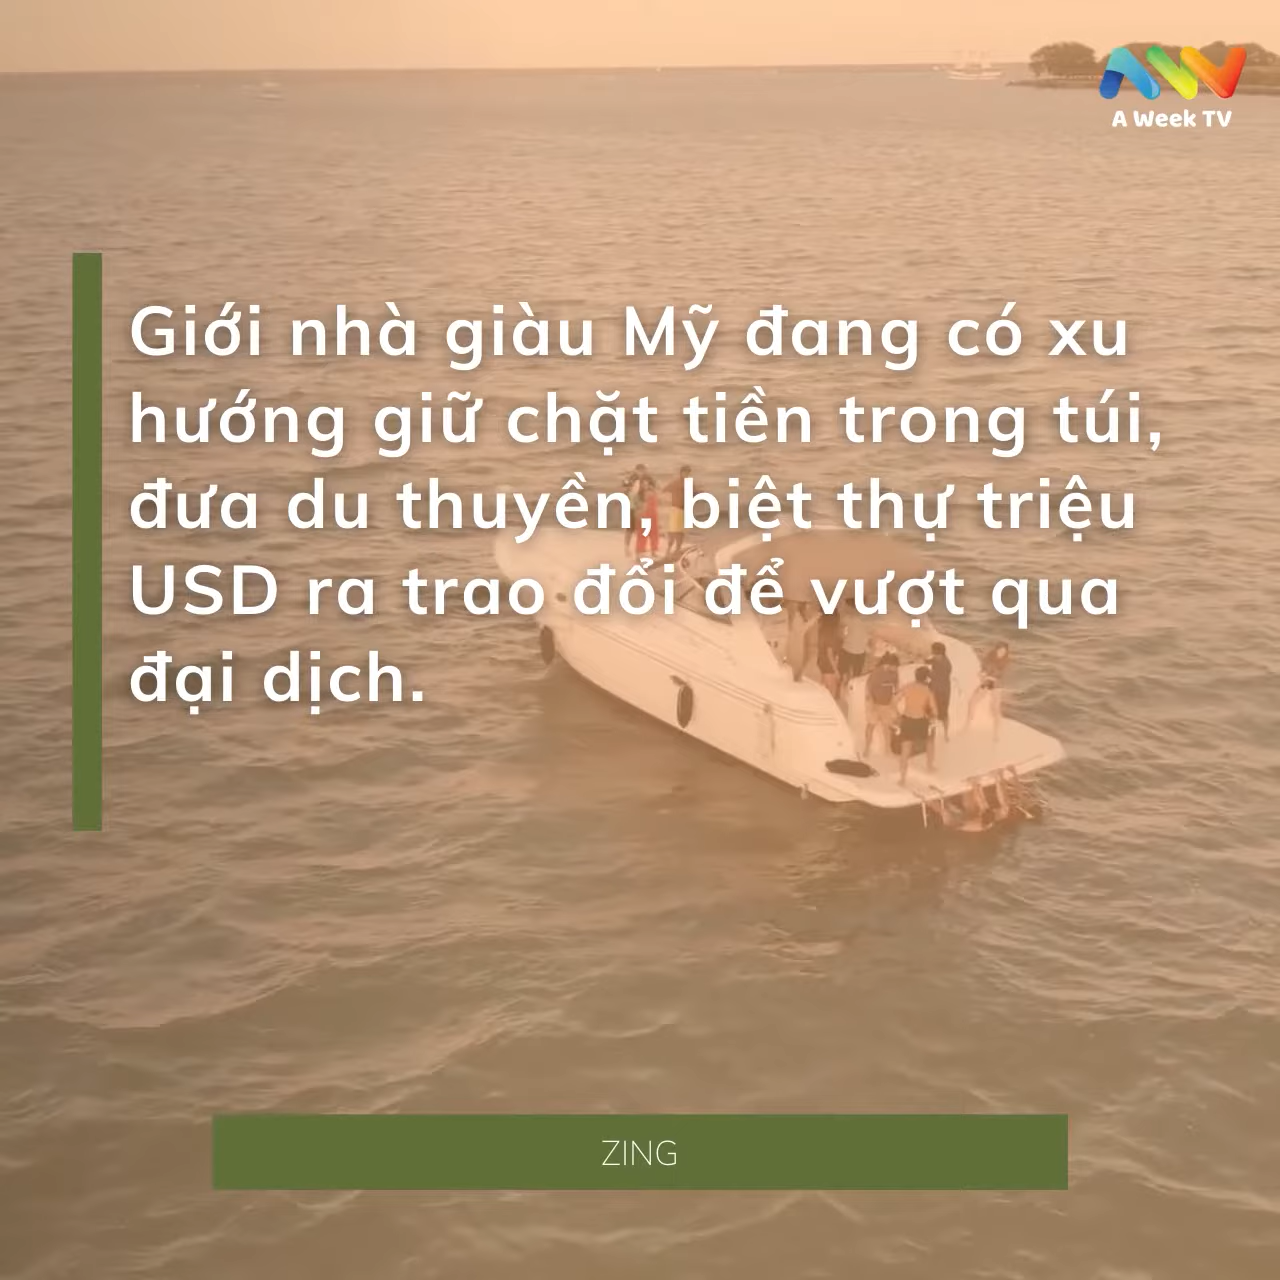 A Week TV
Giới nhà giàu Mỹ đang có xu
hướng giữ chặt tiền trong túi,
đưa du thuyền, biệt thự triệu
USD ra trao đổi để vượt qua
đại dịch.
ZING